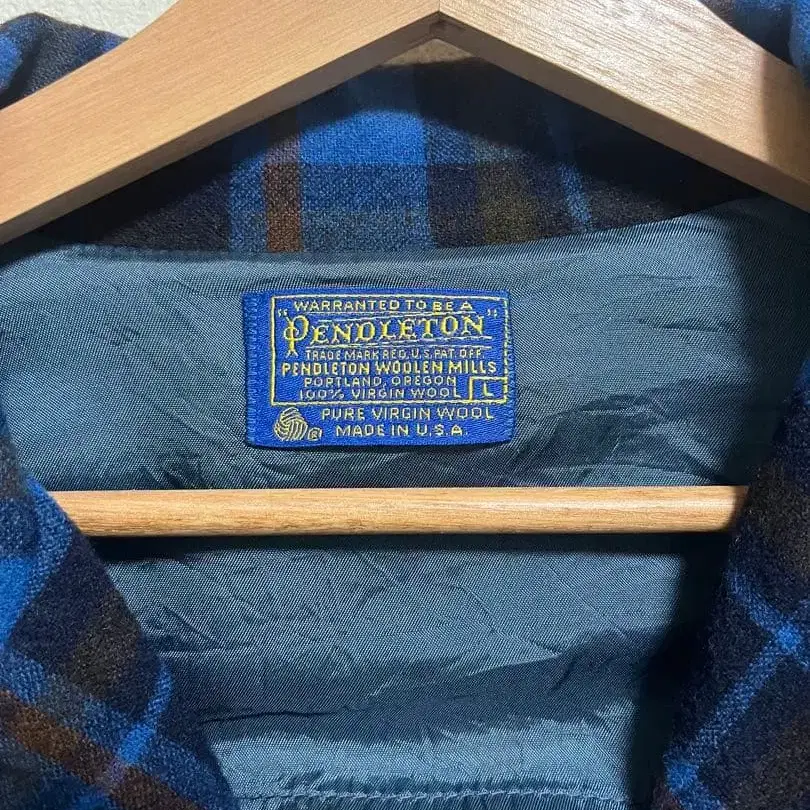 WARRANTED TO BE A
"PENDLETON"
TRADE MARK REG. U.S. PAT. OFF.
PENDLETON WOOLEN MILLS
PORTLAND, OREGON
100% VIRGIN WOOL L
PURE VIRGIN WOOL
® MADE IN U.S.A.